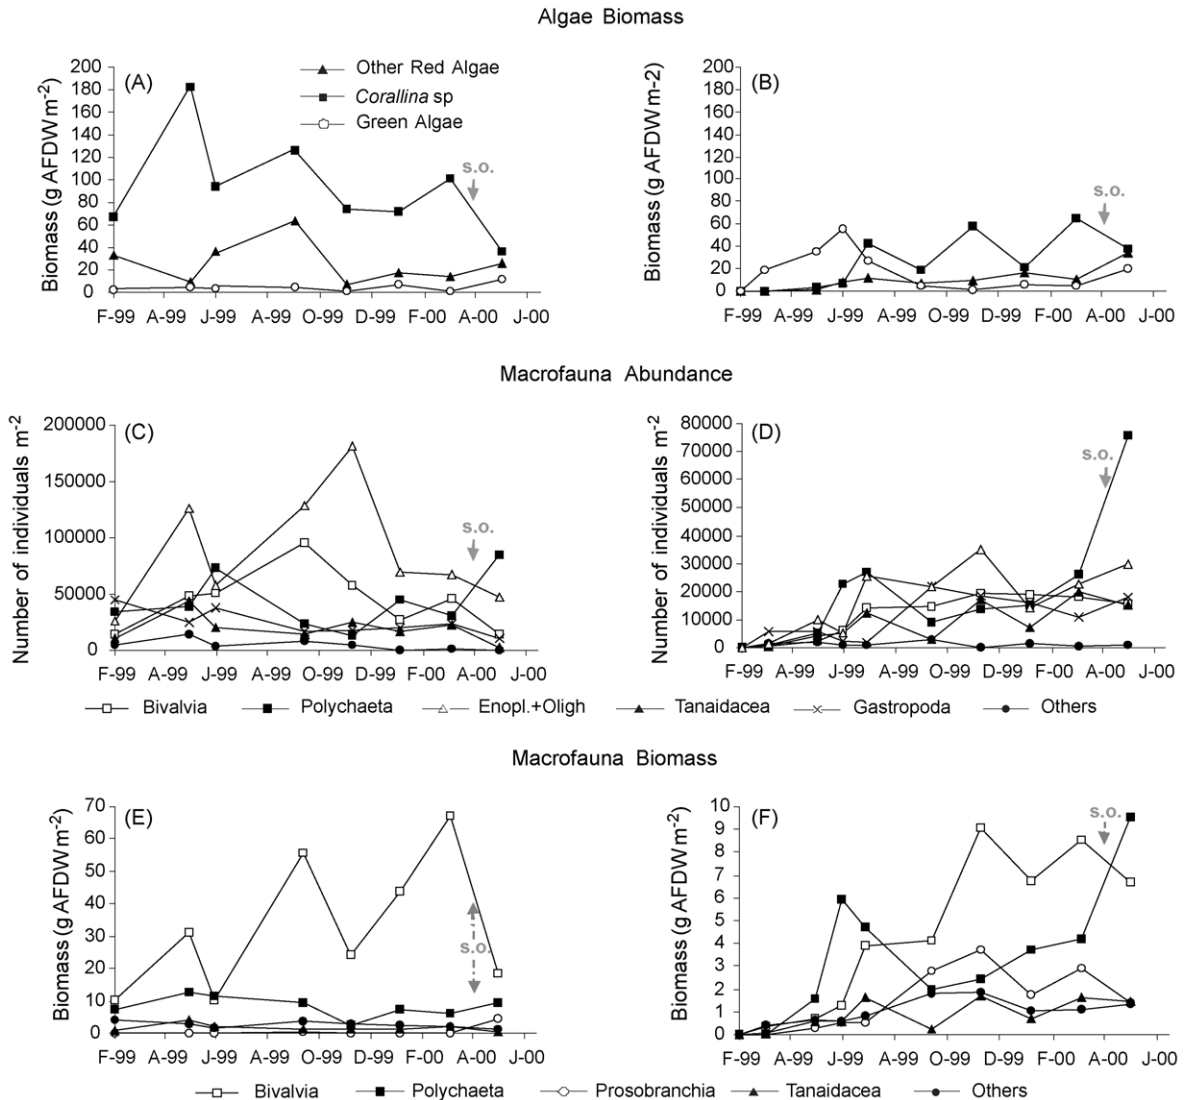 Algae Biomass
(A)
Biomass (g AFDW m-2)
200
180
160
140
120
100
80
60
40
20
0
Other Red Algae
Corallina sp
Green Algae
s.o.
F-99 A-99 J-99 A-99 O-99 D-99 F-00 A-00 J-00
(B)
Biomass (g AFDW m-2)
200
180
160
140
120
100
80
60
40
20
0
s.o.
F-99 A-99 J-99 A-99 O-99 D-99 F-00 A-00 J-00
Macrofauna Abundance
(C)
Number of individuals m-2
200000
150000
100000
50000
0
s.o.
F-99 A-99 J-99 A-99 O-99 D-99 F-00 A-00 J-00
(D)
Number of individuals m-2
80000
70000
60000
50000
40000
30000
20000
10000
0
s.o.
F-99 A-99 J-99 A-99 O-99 D-99 F-00 A-00 J-00
Bivalvia Polychaeta Enopl.+Oligh Tanaidacea Gastropoda Others
Macrofauna Biomass
(E)
Biomass (g AFDW m-2)
70
60
50
40
30
20
10
0
s.o.
F-99 A-99 J-99 A-99 O-99 D-99 F-00 A-00 J-00
(F)
Biomass (g AFDW m-2)
10
9
8
7
6
5
4
3
2
1
0
s.o.
F-99 A-99 J-99 A-99 O-99 D-99 F-00 A-00 J-00
Bivalvia Polychaeta Prosobranchia Tanaidacea Others